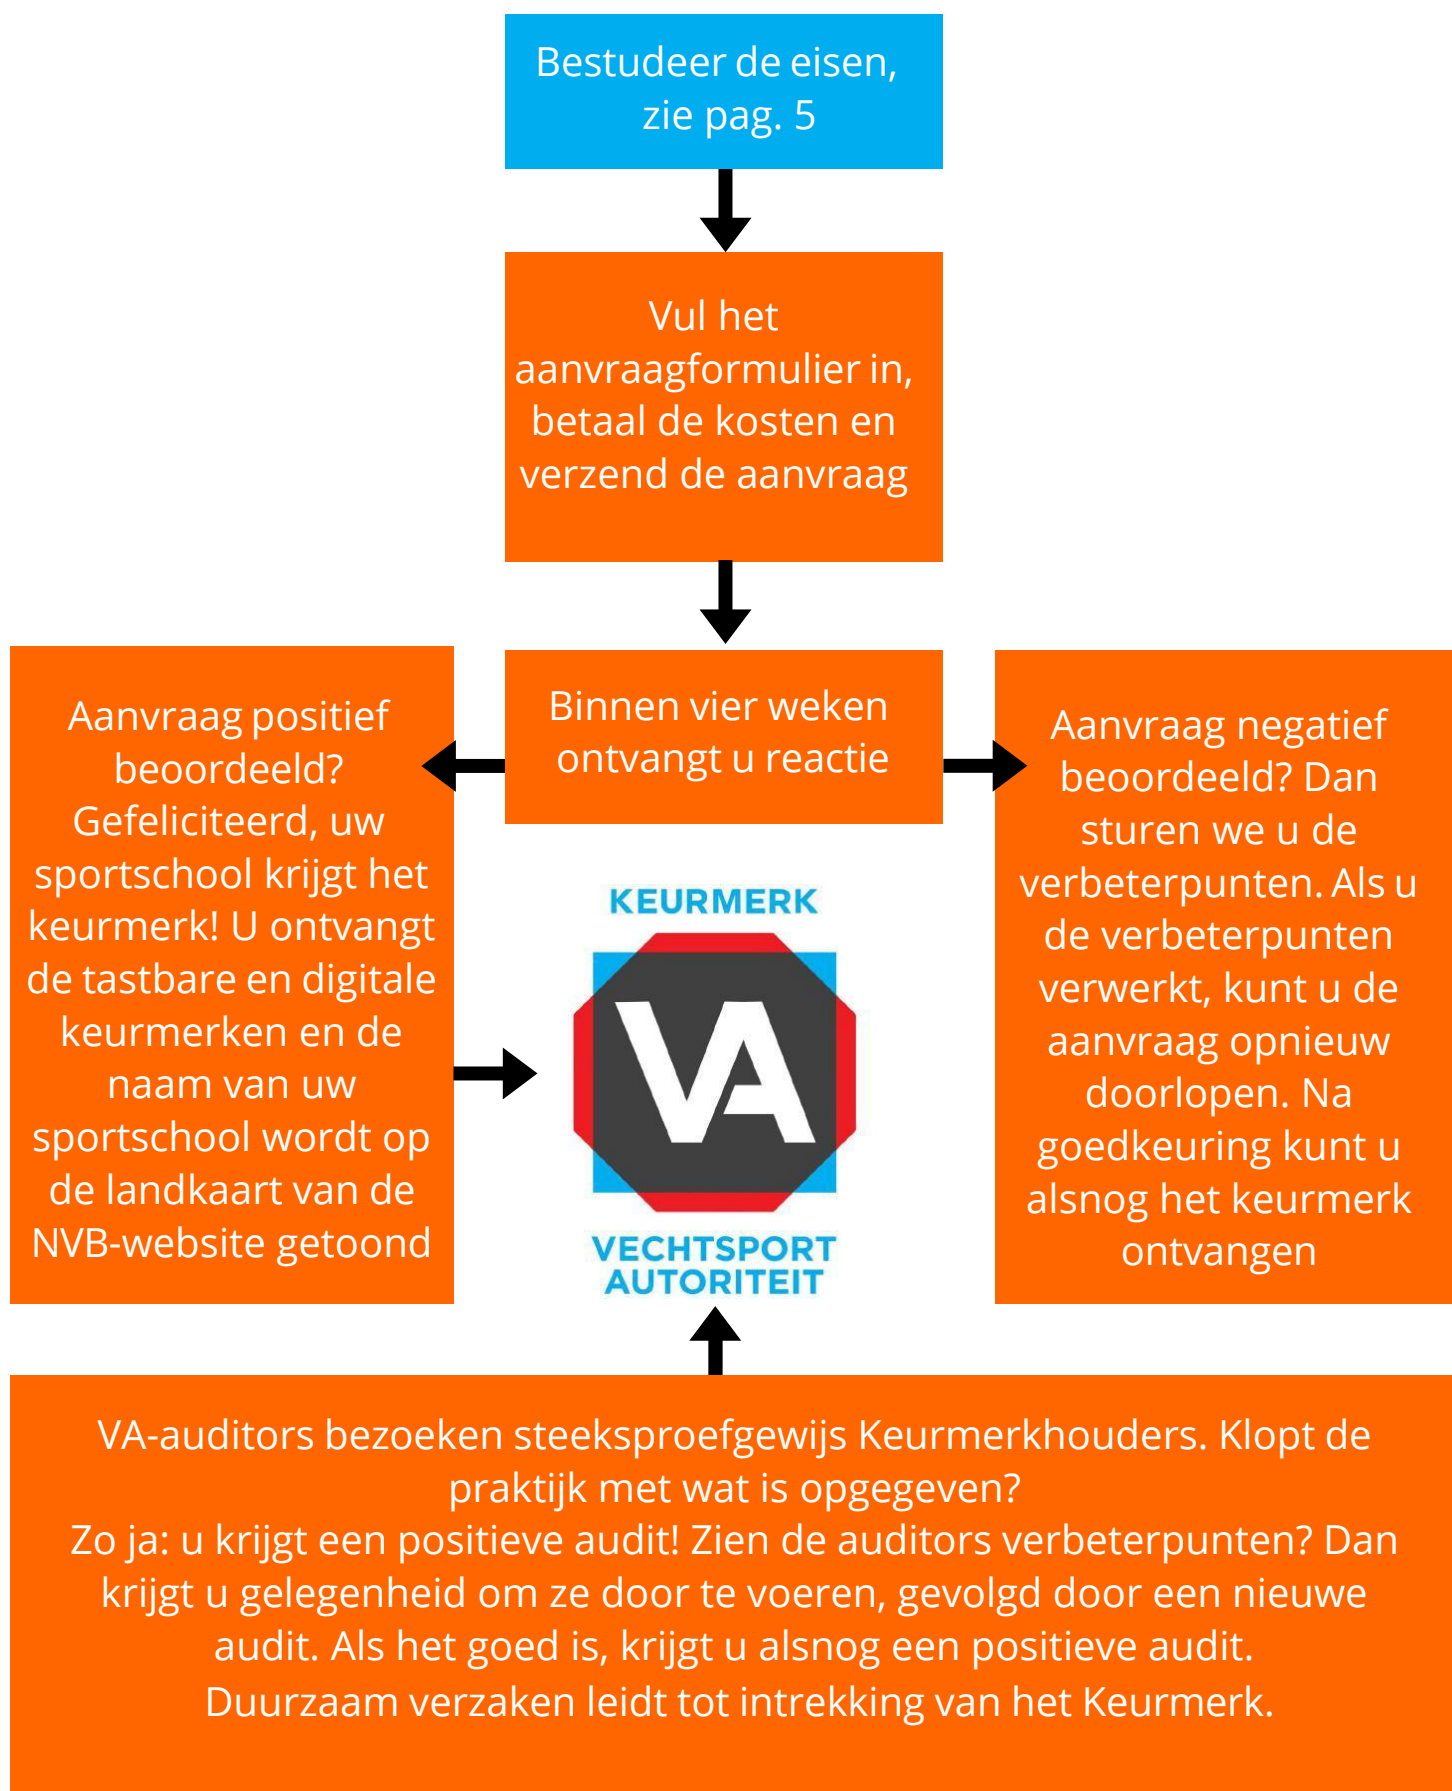 Bestudeer de eisen,
zie pag. 5
Vul het
aanvraagformulier in,
betaal de kosten en
verzend de aanvraag
Binnen vier weken
ontvangt u reactie
Aanvraag positief
beoordeeld?
Gefeliciteerd, uw
sportschool krijgt het
keurmerk! U ontvangt
de tastbare en digitale
keurmerken en de
naam van uw
sportschool wordt op
de landkaart van de
NVB-website getoond
Aanvraag negatief
beoordeeld? Dan
sturen we u de
verbeterpunten. Als u
de verbeterpunten
verwerkt, kunt u de
aanvraag opnieuw
doorlopen. Na
goedkeuring kunt u
alsnog het keurmerk
ontvangen
KEURMERK
VA
VECHTSPORT
AUTORITEIT
VA-auditors bezoeken steeksproefgewijs Keurmerkhouders. Klopt de
praktijk met wat is opgegeven?
Zo ja: u krijgt een positieve audit! Zien de auditors verbeterpunten? Dan
krijgt u gelegenheid om ze door te voeren, gevolgd door een nieuwe
audit. Als het goed is, krijgt u alsnog een positieve audit.
Duurzaam verzaken leidt tot intrekking van het Keurmerk.